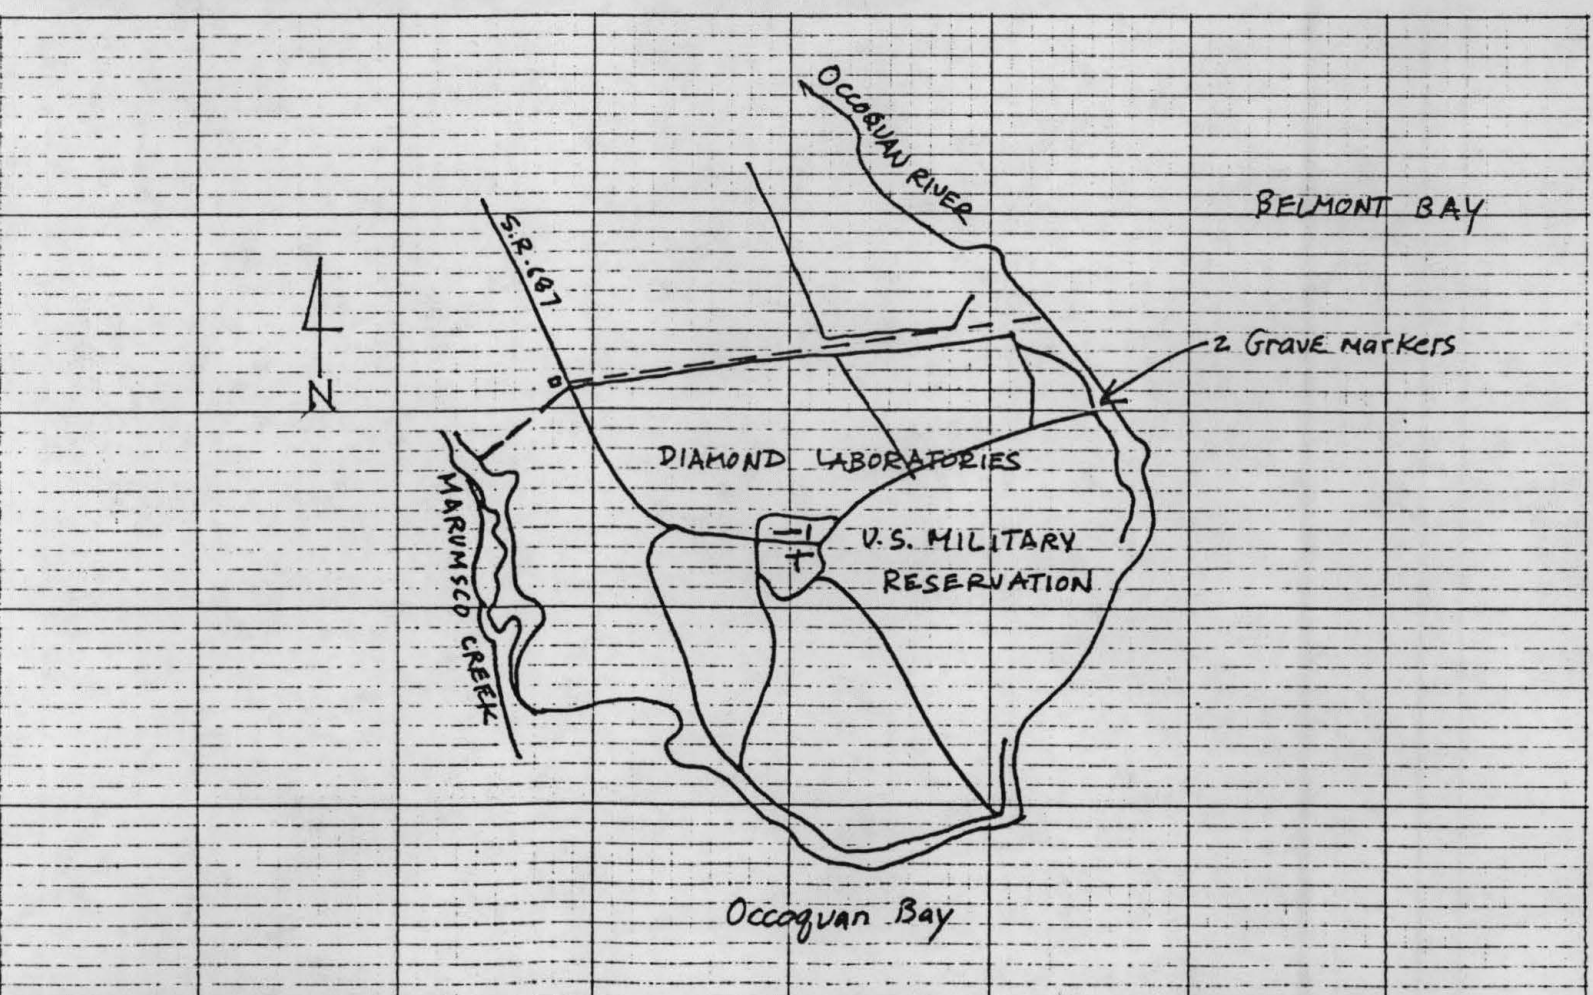 OCCOQUAN RIVER
BELMONT BAY
S.R. 687
2 Grave markers
N
DIAMOND LABORATORIES
MARUMSCO CREEK
U.S. MILITARY
RESERVATION
Occoquan Bay